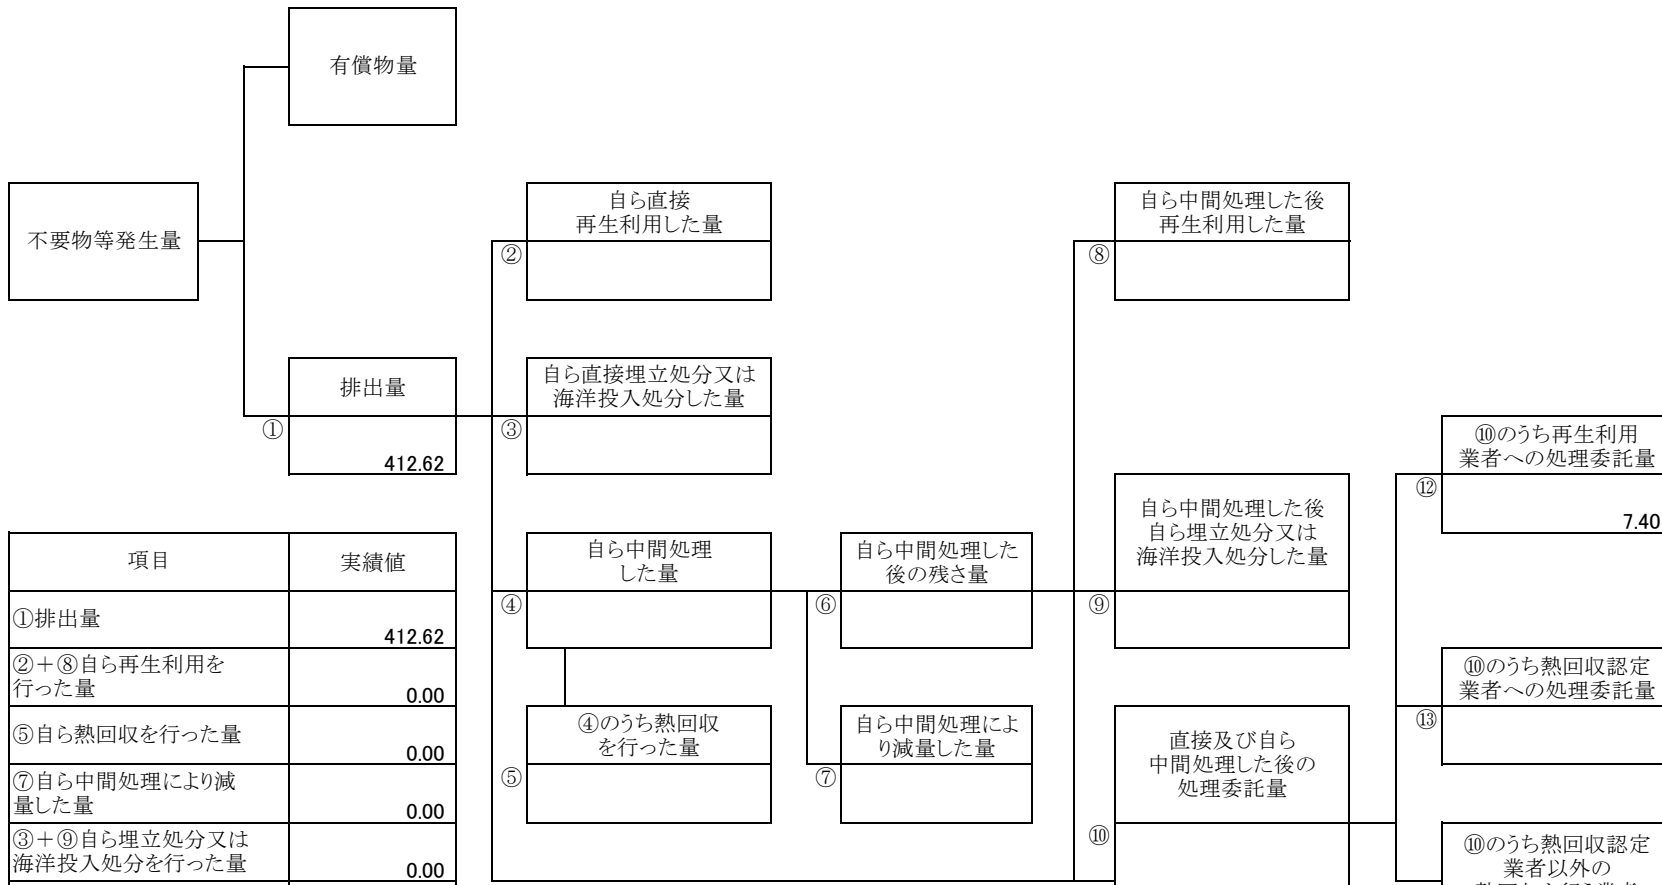 有償物量
不要物等発生量
自ら直接
再生利用した量
②
自ら中間処理した後
再生利用した量
⑧
排出量
①
412.62
自ら直接埋立処分又は
海洋投入処分した量
③
⑩のうち再生利用
業者への処理委託量
⑫
7.40
自ら中間処理した後
自ら埋立処分又は
海洋投入処分した量
⑨
自ら中間処理
した量
④
自ら中間処理した
後の残さ量
⑥
項目
実績値
①排出量
412.62
②+⑧自ら再生利用を
行った量
0.00
⑤自ら熱回収を行った量
0.00
⑦自ら中間処理により減
量した量
0.00
③+⑨自ら埋立処分又は
海洋投入処分を行った量
0.00
④のうち熱回収
を行った量
⑤
自ら中間処理によ
り減量した量
⑦
直接及び自ら
中間処理した後の
処理委託量
⑩
⑩のうち熱回収認定
業者への処理委託量
⑬
⑩のうち熱回収認定
業者以外の